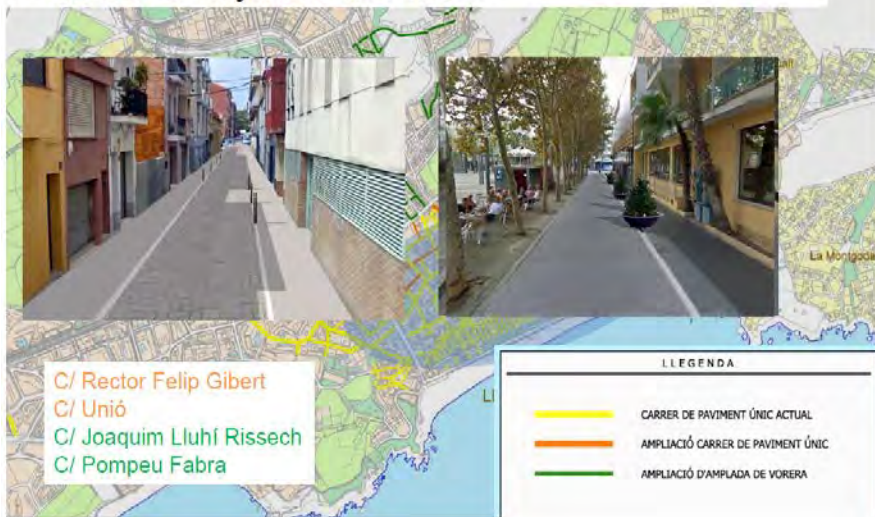 La Montgoda
C/ Rector Felip Gibert
C/ Unió
C/ Joaquim Lluhí Rissech
C/ Pompeu Fabra
LLEGENDA
CARRER DE PAVIMENT ÚNIC ACTUAL
AMPLIACIÓ CARRER DE PAVIMENT ÚNIC
AMPLIACIÓ D'AMPLADA DE VORERA